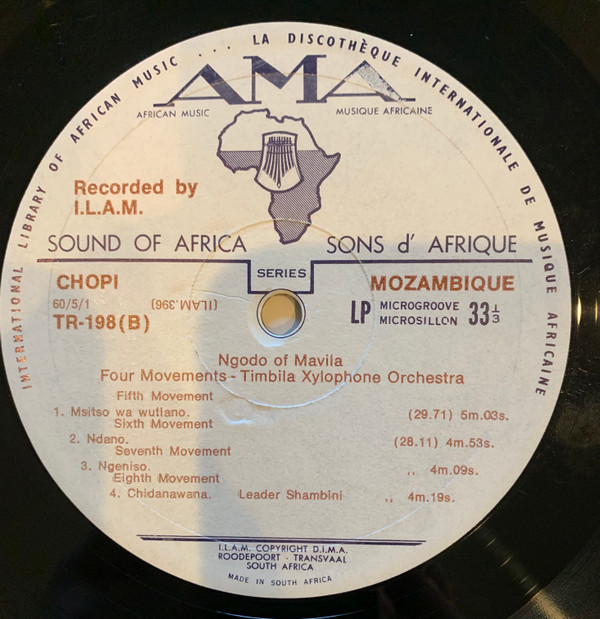 INTERNATIONAL LIBRARY OF AFRICAN MUSIC ... LA DISCOTHÈQUE INTERNATIONALE DE MUSIQUE AFRICAINE
AMA
AFRICAN MUSIC MUSIQUE AFRICAINE
Recorded by
I.L.A.M.
SOUND OF AFRICA SONS d' AFRIQUE
SERIES
CHOPI MOZAMBIQUE
60/5/1 (ILAM.396)
TR-198(B)
LP MICROGROOVE 33 1/3
MICROSILLON
Ngodo of Mavila
Four Movements - Timbila Xylophone Orchestra
Fifth Movement
1. Msitso wa wutlano. (29.71) 5m.03s.
Sixth Movement
2. Ndano. (28.11) 4m.53s.
Seventh Movement
3. Ngeniso. ,, 4m.09s.
Eighth Movement
4. Chidanawana. Leader Shambini ,, 4m.19s.
I.L.A.M. COPYRIGHT D.I.M.A.
ROODEPOORT - TRANSVAAL
SOUTH AFRICA
MADE IN SOUTH AFRICA